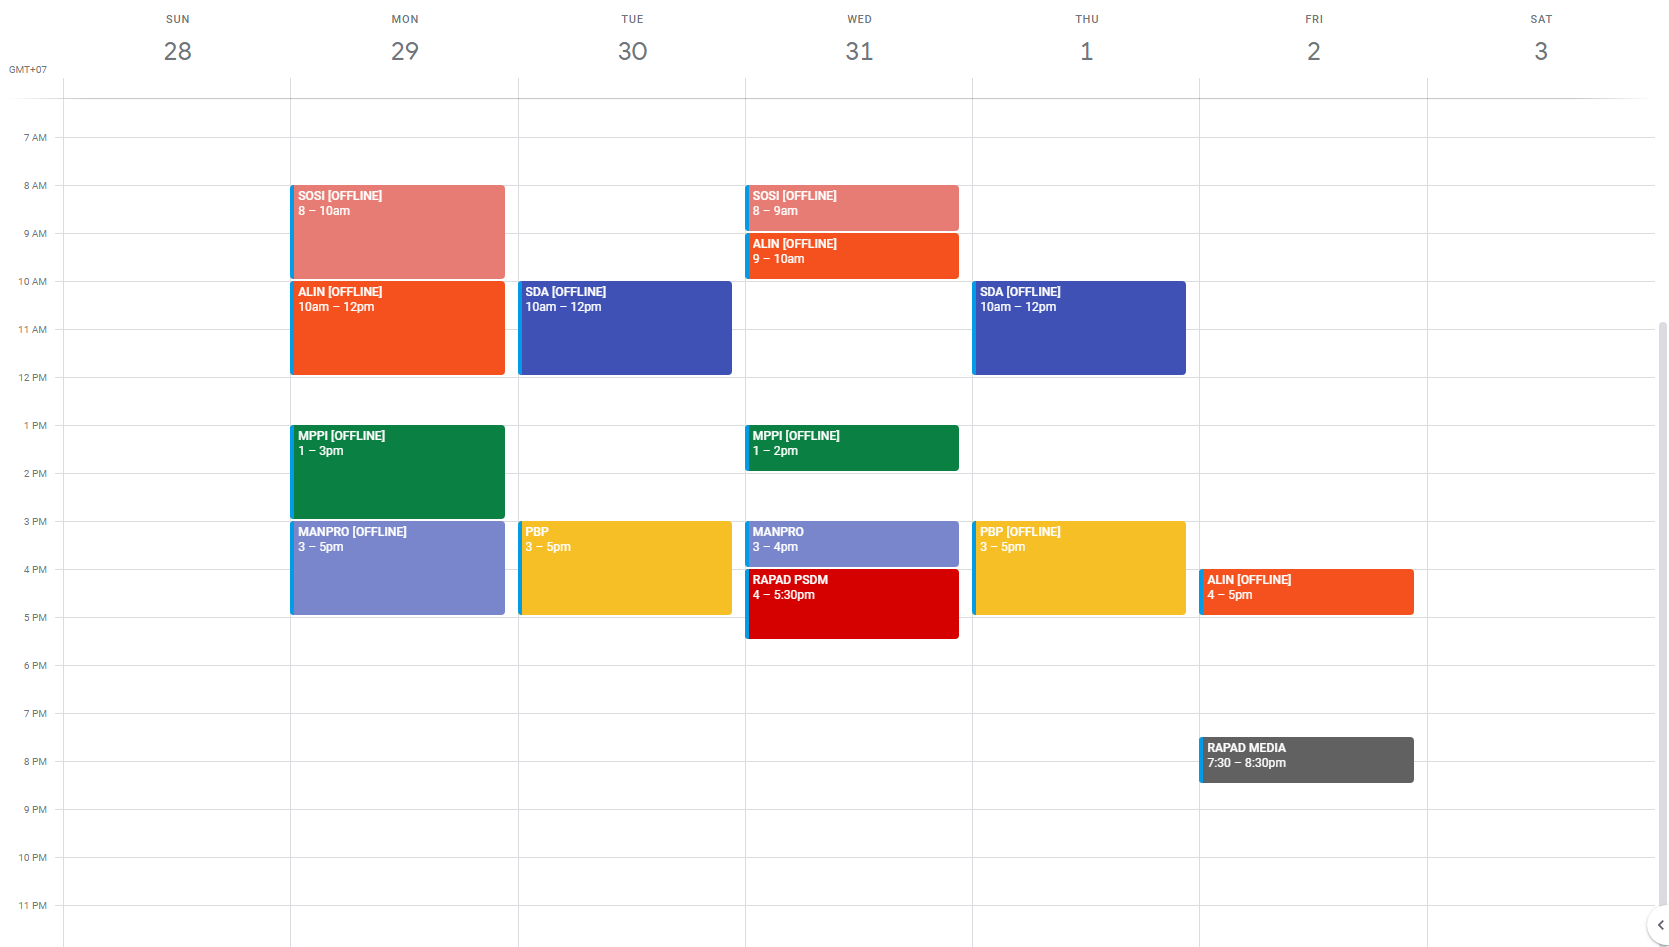 SUN
28
MON
29
TUE
30
WED
31
THU
1
FRI
2
SAT
3
GMT+07
7 AM
8 AM
9 AM
10 AM
11 AM
12 PM
1 PM
2 PM
3 PM
4 PM
5 PM
6 PM
7 PM
8 PM
9 PM
10 PM
11 PM
SOSI [OFFLINE]
8 – 10am
ALIN [OFFLINE]
10am – 12pm
MPPI [OFFLINE]
1 – 3pm
MANPRO [OFFLINE]
3 – 5pm
SDA [OFFLINE]
10am – 12pm
PBP
3 – 5pm
SOSI [OFFLINE]
8 – 9am
ALIN [OFFLINE]
9 – 10am
MPPI [OFFLINE]
1 – 2pm
MANPRO
3 – 4pm
RAPAD PSDM
4 – 5:30pm
SDA [OFFLINE]
10am – 12pm
PBP [OFFLINE]
3 – 5pm
ALIN [OFFLINE]
4 – 5pm
RAPAD MEDIA
7:30 – 8:30pm